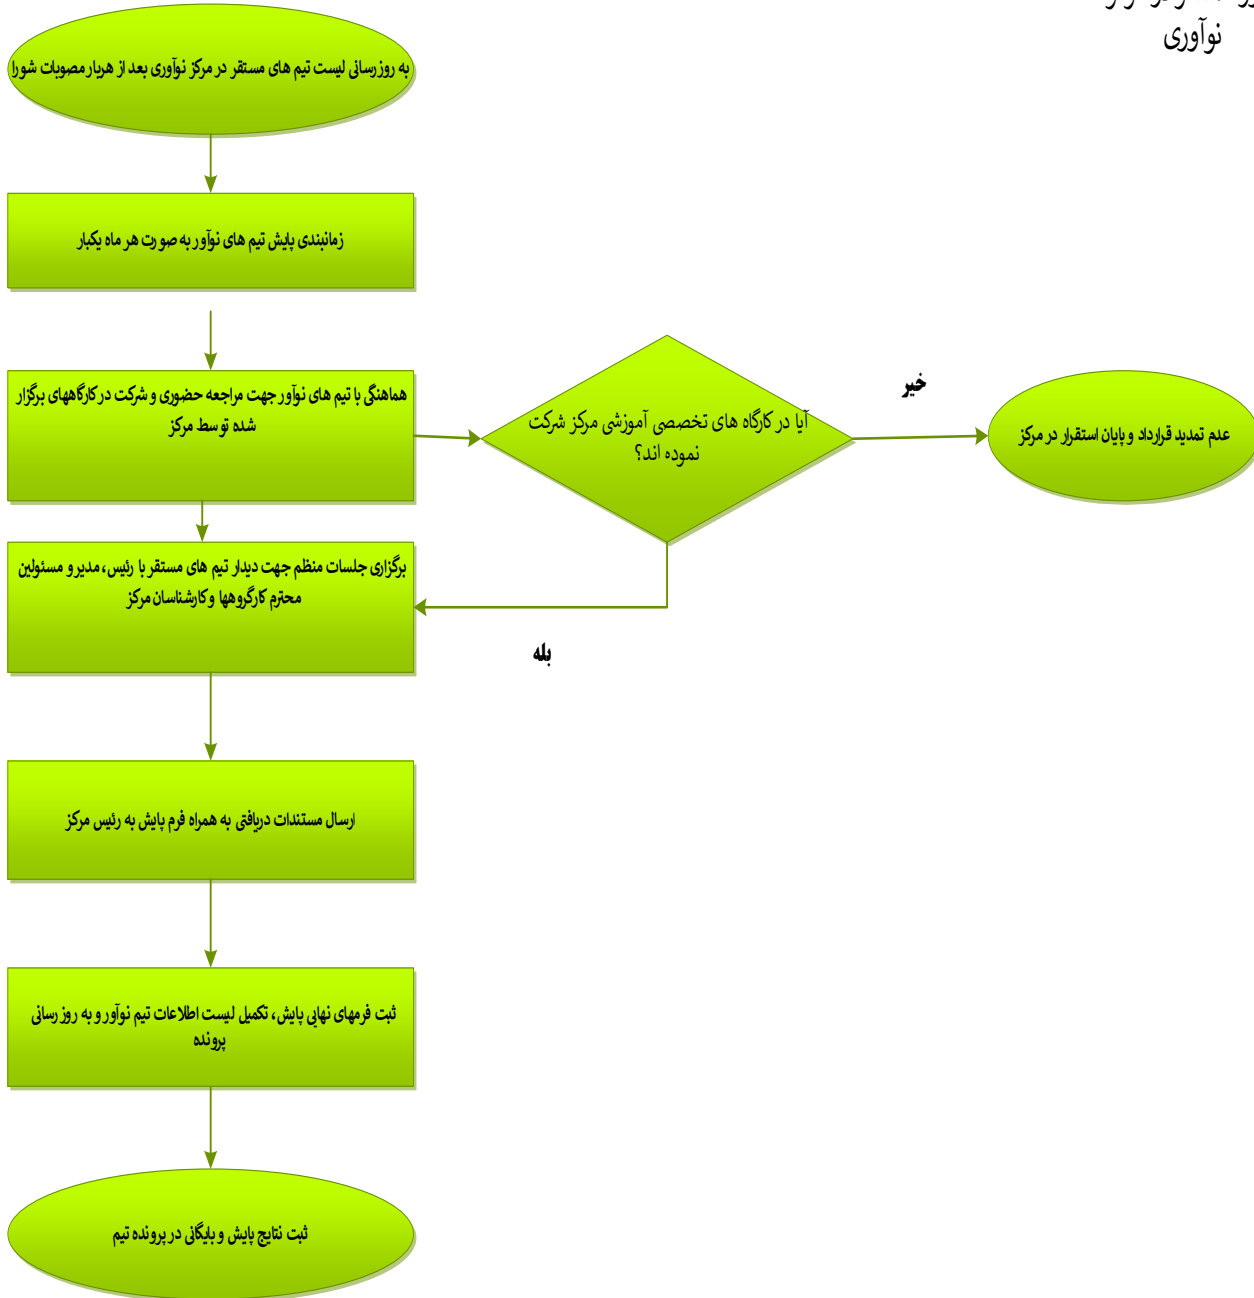 نوآوری
به روزرسانی لیست تیم های مستقر در مرکز نوآوری بعد از هربار مصوبات شورا
زمانبندی پایش تیم های نوآور به صورت هر ماه یکبار
هماهنگی با تیم های نوآور جهت مراجعه حضوری و شرکت در کارگاههای برگزار
شده توسط مرکز
آیا در کارگاه های تخصصی آموزشی مرکز شرکت
نموده اند؟
خیر
عدم تمدید قرارداد و پایان استقرار در مرکز
بله
برگزاری جلسات منظم جهت دیدار تیم های مستقر با رئیس، مدیر و مسئولین
محترم کارگروهها و کارشناسان مرکز
ارسال مستندات دریافتی به همراه فرم پایش به رئیس مرکز
ثبت فرمهای نهایی پایش، تکمیل لیست اطلاعات تیم نوآور و به روز رسانی
پرونده
ثبت نتایج پایش و بایگانی در پرونده تیم